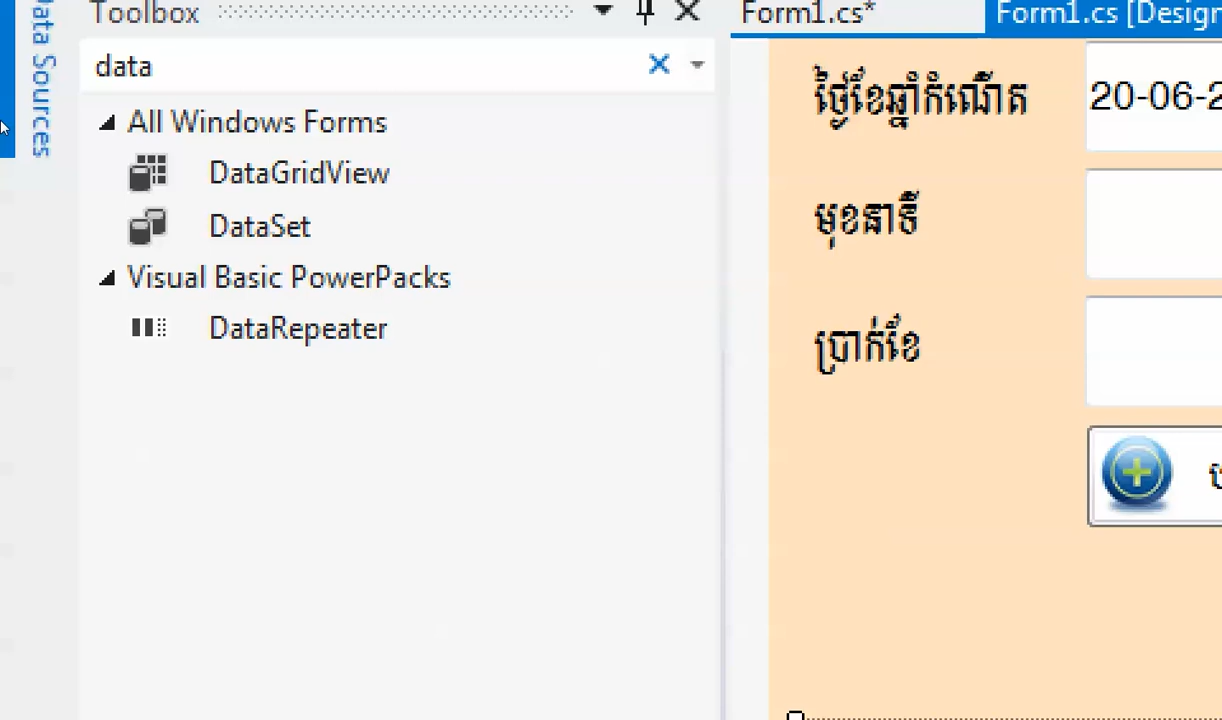 Data Sources
Toolbox
Form1.cs*
Form1.cs [Design
data
All Windows Forms
DataGridView
DataSet
Visual Basic PowerPacks
DataRepeater
ថ្ងៃខែឆ្នាំកំណើត
20-06-2
មុខនាទី
ប្រាក់ខែ